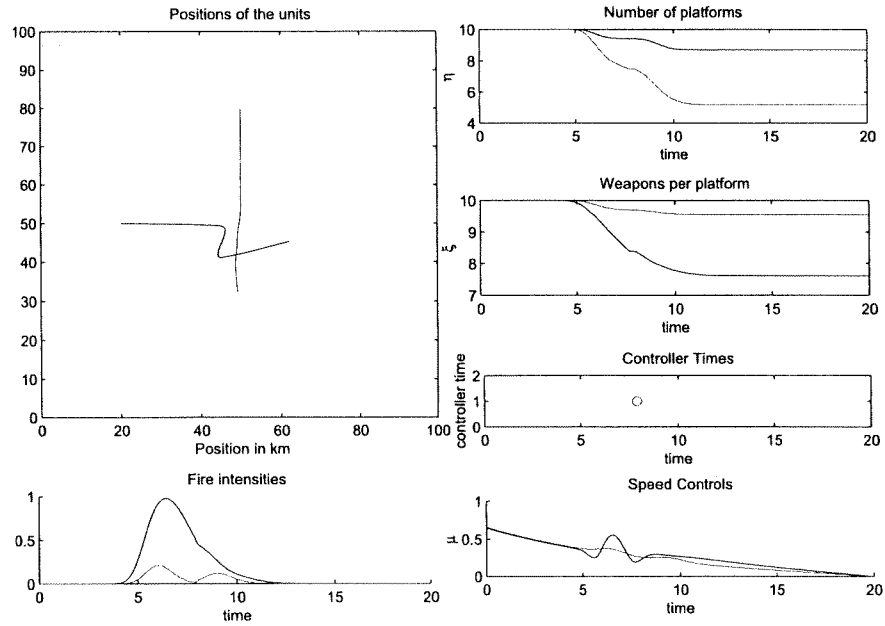 Positions of the units
100
90
80
70
60
50
40
30
20
10
0
0 20 40 60 80 100
Position in km
Fire intensities
1
0.5
0
0 5 10 15 20
time
Number of platforms
10
8
6
4
η
0 5 10 15 20
time
Weapons per platform
10
9
8
7
ξ
0 5 10 15 20
time
Controller Times
2
1
0
controller time
0 5 10 15 20
time
Speed Controls
1
0.5
0
μ
0 5 10 15 20
time